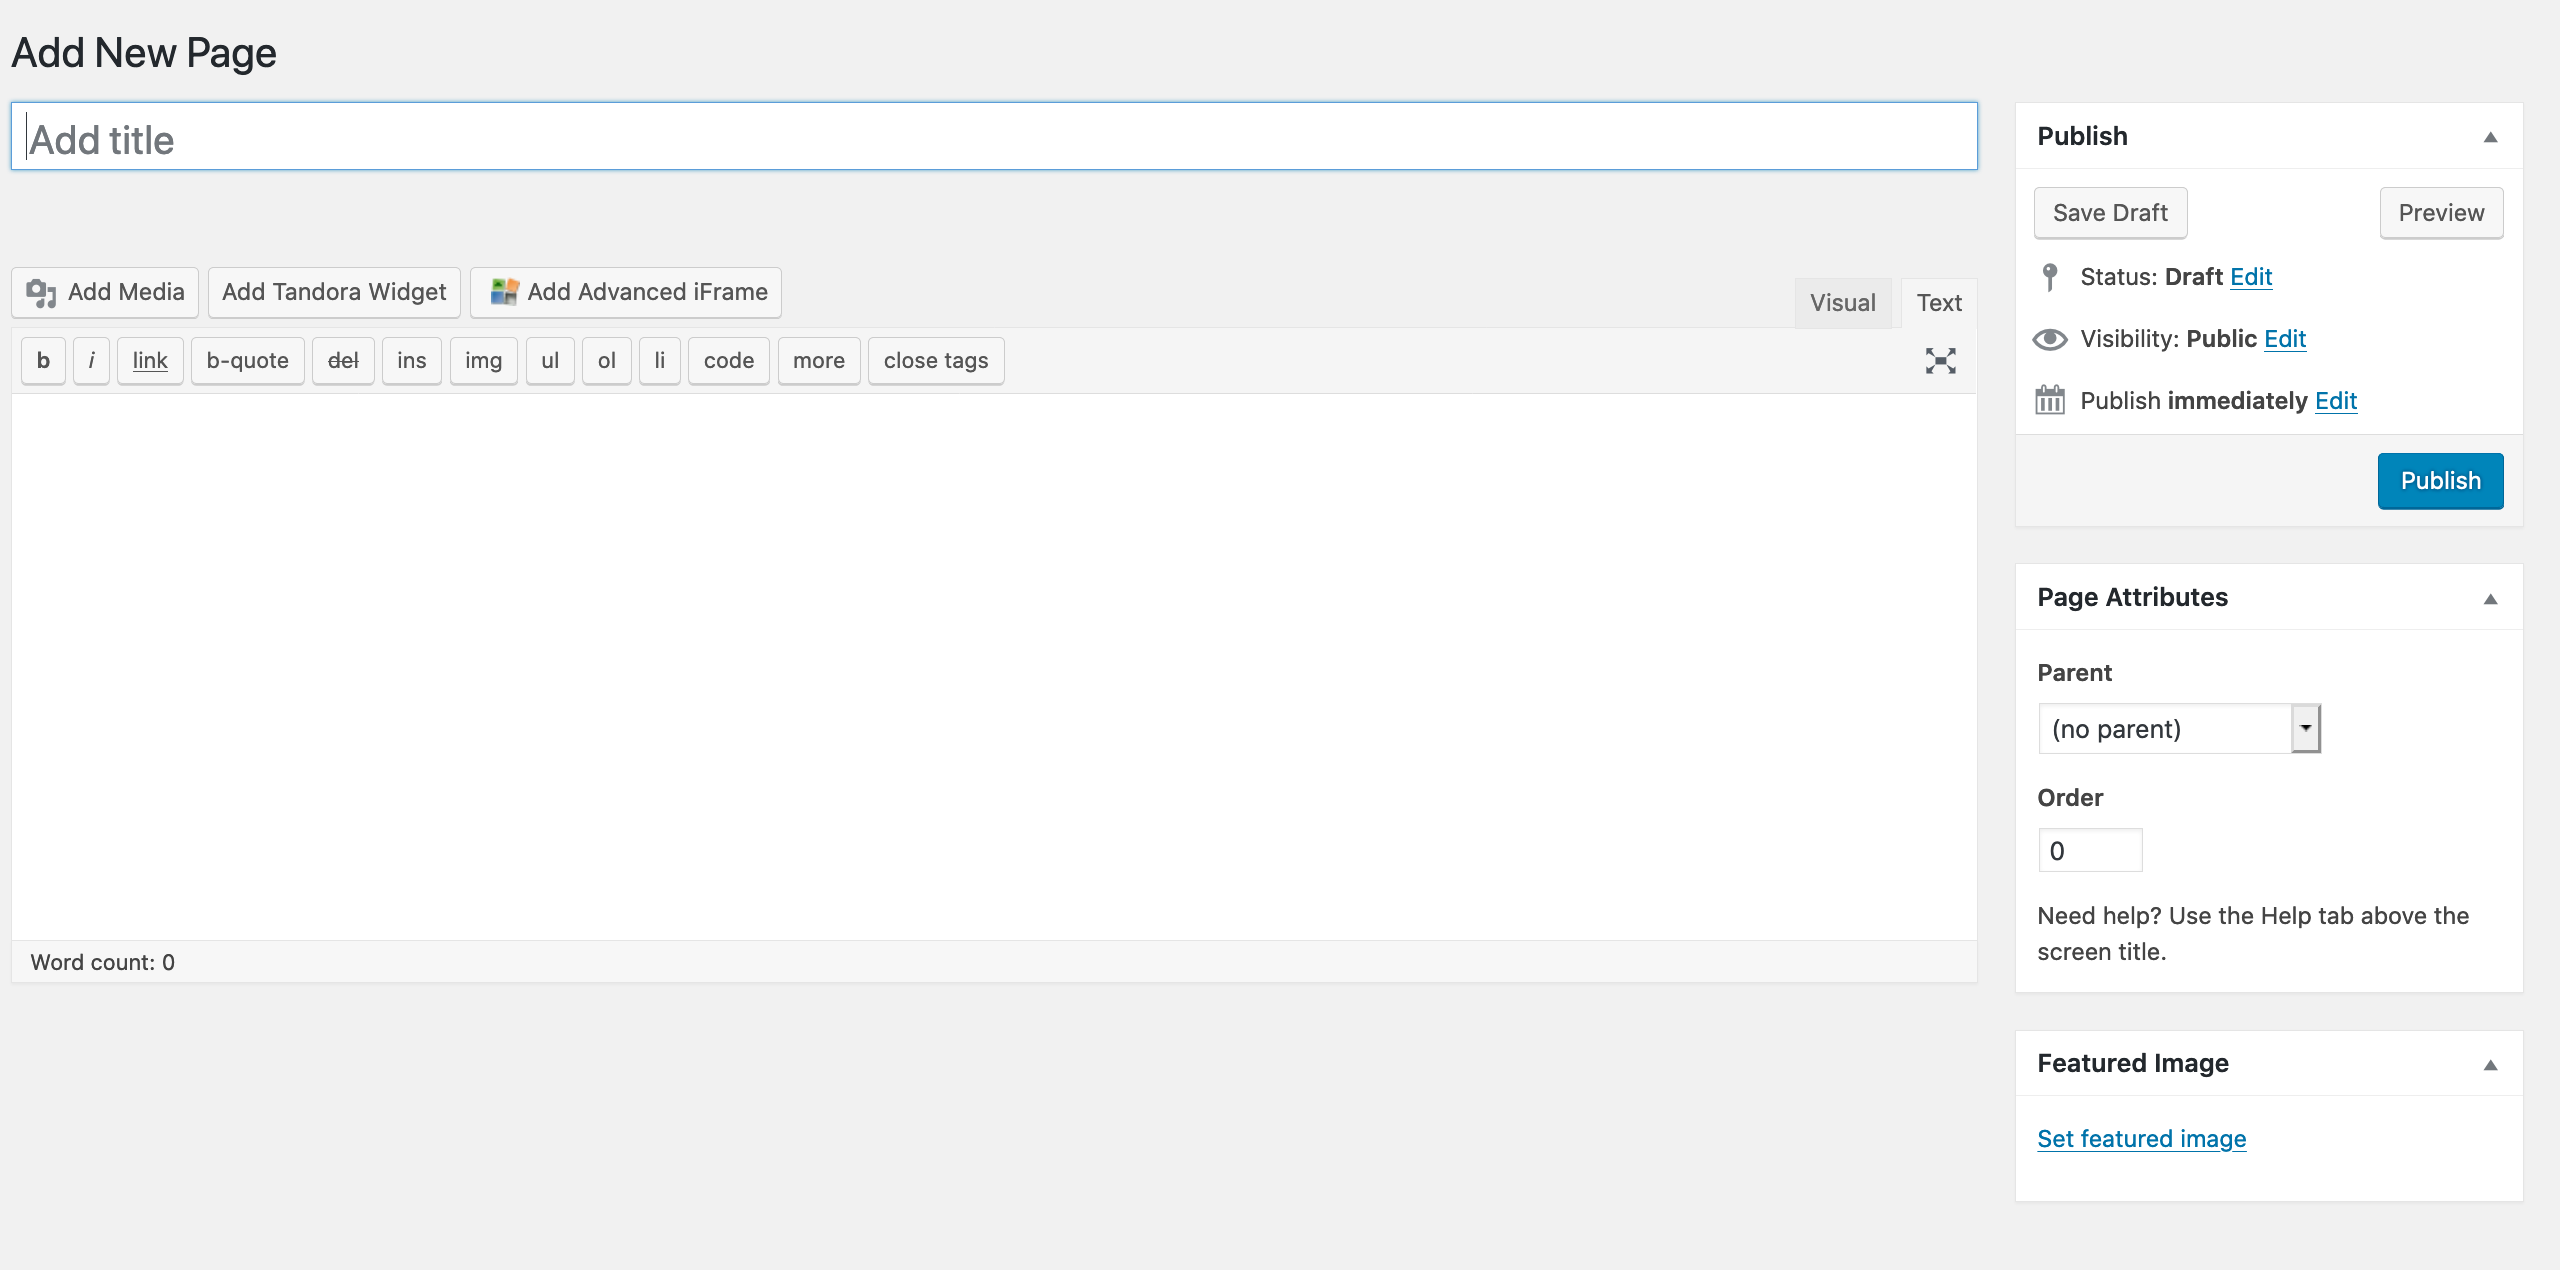 Add New Page
Add title
Add Media Add Tandora Widget Add Advanced iFrame
Visual Text
b i link b-quote del ins img ul ol li code more close tags
Word count: 0
Publish
Save Draft Preview
Status: Draft Edit
Visibility: Public Edit
Publish immediately Edit
Publish
Page Attributes
Parent
(no parent)
Order
0
Need help? Use the Help tab above the
screen title.
Featured Image
Set featured image